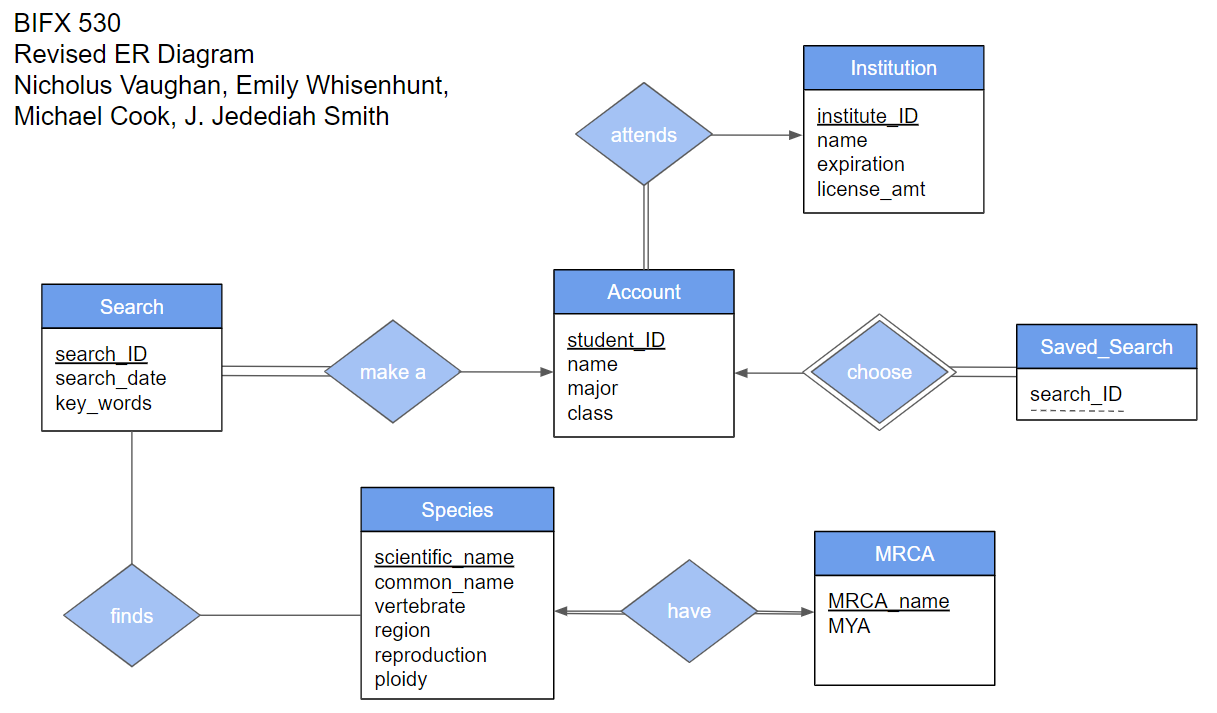 BIFX 530
Revised ER Diagram
Nicholus Vaughan, Emily Whisenhunt,
Michael Cook, J. Jedediah Smith
Institution
institute_ID
name
expiration
license_amt
attends
Account
student_ID
name
major
class
Search
search_ID
search_date
key_words
make a
choose
Saved_Search
search_ID
Species
scientific_name
common_name
vertebrate
region
reproduction
ploidy
finds
have
MRCA
MRCA_name
MYA